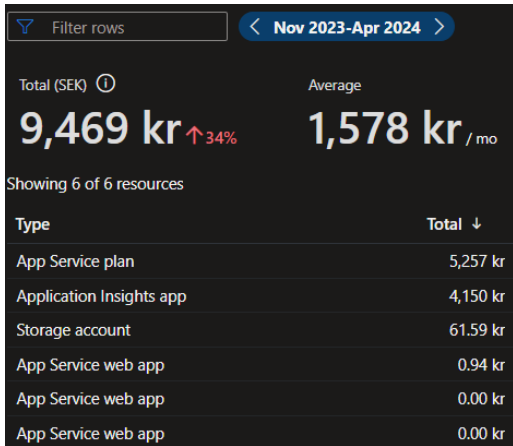 Filter rows
Nov 2023-Apr 2024
Total (SEK)
Average
9,469 kr ↑34%
1,578 kr / mo
Showing 6 of 6 resources
Type Total ↓
App Service plan 5,257 kr
Application Insights app 4,150 kr
Storage account 61.59 kr
App Service web app 0.94 kr
App Service web app 0.00 kr
App Service web app 0.00 kr